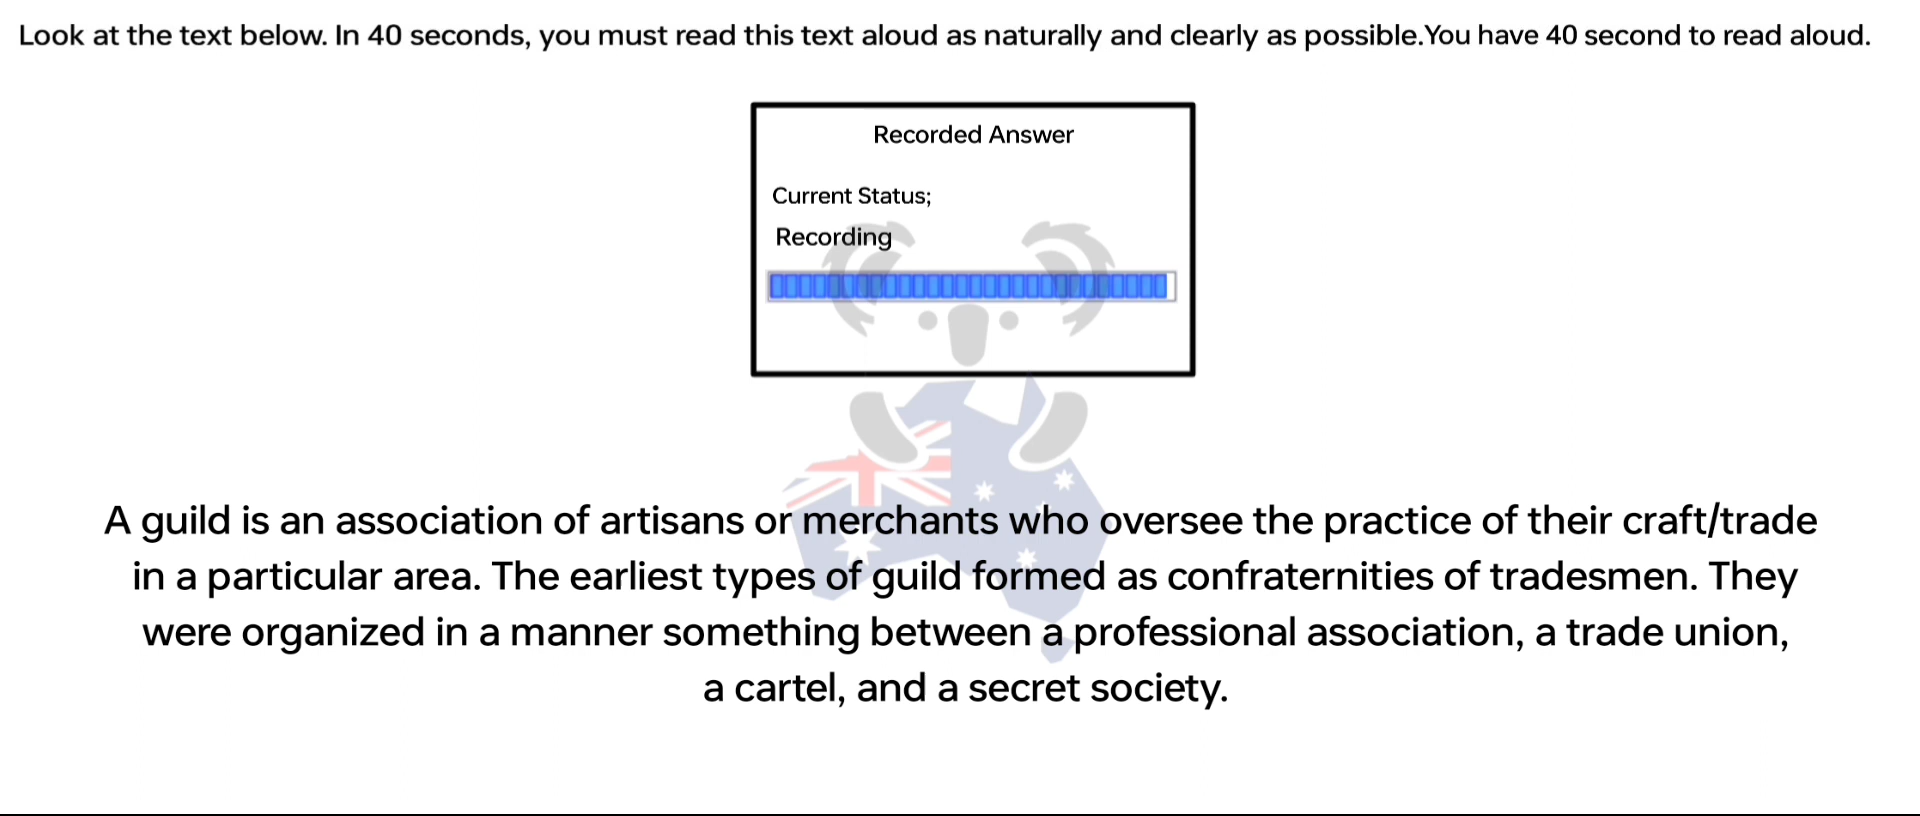 Look at the text below. In 40 seconds, you must read this text aloud as naturally and clearly as possible.You have 40 second to read aloud.
Recorded Answer
Current Status;
Recording
A guild is an association of artisans or merchants who oversee the practice of their craft/trade
in a particular area. The earliest types of guild formed as confraternities of tradesmen. They
were organized in a manner something between a professional association, a trade union,
a cartel, and a secret society.